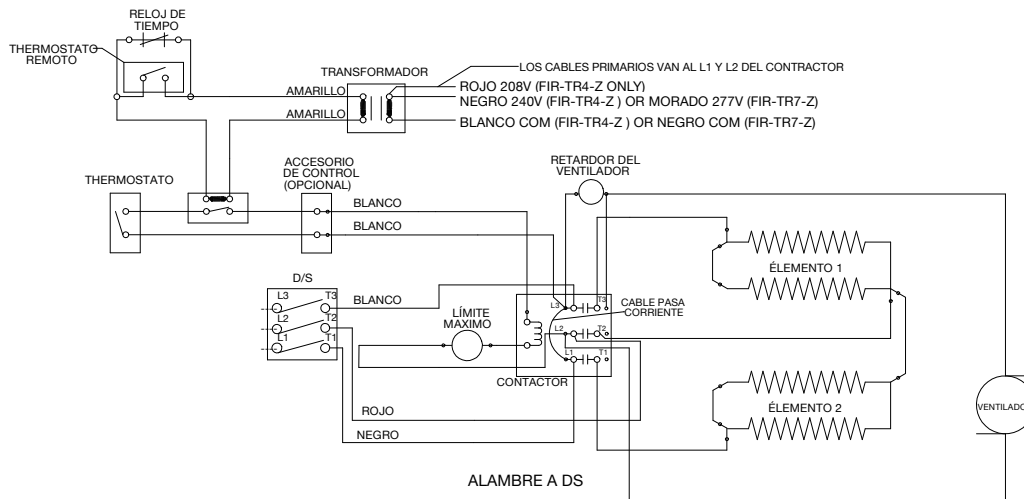 RELOJ DE
TIEMPO
THERMOSTATO
REMOTO
TRANSFORMADOR
LOS CABLES PRIMARIOS VAN AL L1 Y L2 DEL CONTRACTOR
AMARILLO
ROJO 208V (FIR-TR4-Z ONLY)
NEGRO 240V (FIR-TR4-Z ) OR MORADO 277V (FIR-TR7-Z)
AMARILLO
BLANCO COM (FIR-TR4-Z ) OR NEGRO COM (FIR-TR7-Z)
THERMOSTATO
ACCESORIO
DE CONTROL
(OPCIONAL)
RETARDOR DEL
VENTILADOR
BLANCO
BLANCO
ÉLEMENTO 1
D/S
L3 T3
BLANCO
L2 T2
L1 T1
LÍMITE
MAXIMO
L3 T3
CABLE PASA
CORRIENTE
L2 T2
L1 T1
CONTACTOR
ROJO
NEGRO
ÉLEMENTO 2
VENTILADO
ALAMBRE A DS